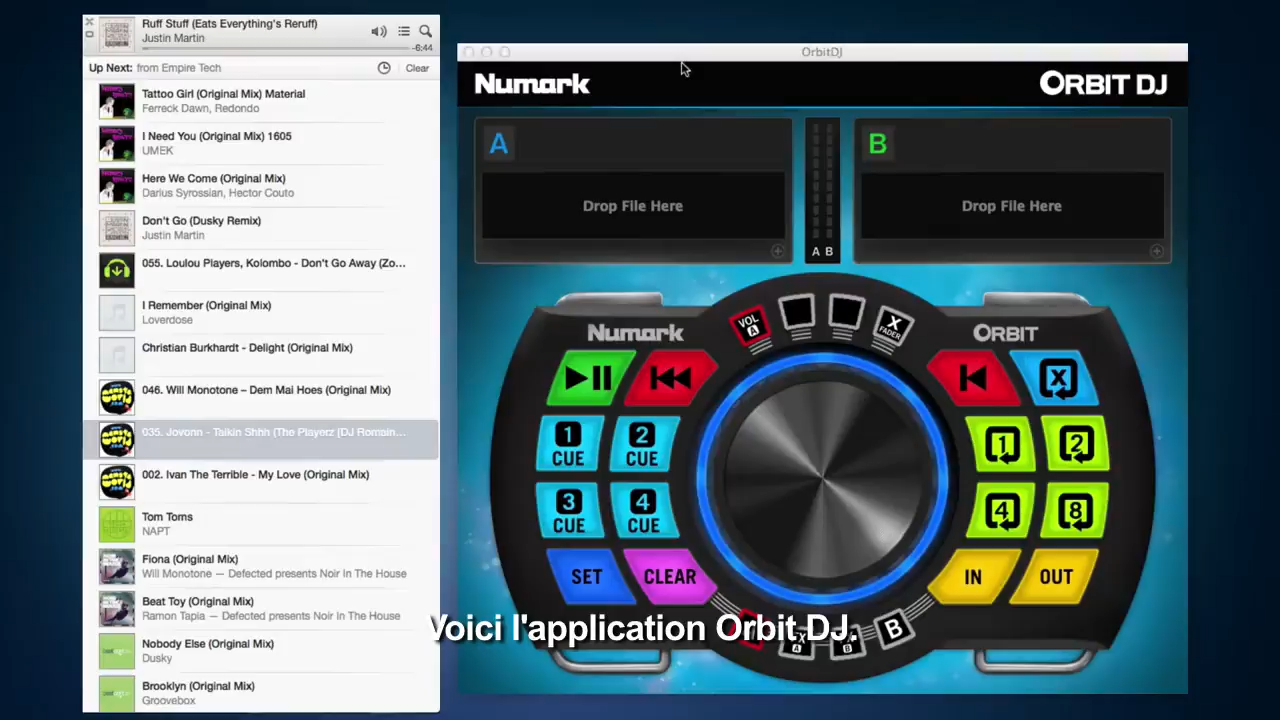 Ruff Stuff (Eats Everything's Reruff)
Justin Martin
-6:44
Up Next: from Empire Tech
Clear
Tattoo Girl (Original Mix) Material
Ferreck Dawn, Redondo
I Need You (Original Mix) 1605
UMEK
Here We Come (Original Mix)
Darius Syrossian, Hector Couto
Don't Go (Dusky Remix)
Justin Martin
055. Loulou Players, Kolombo - Don't Go Away (Zo...
I Remember (Original Mix)
Loverdose
Christian Burkhardt - Delight (Original Mix)
046. Will Monotone – Dem Mai Hoes (Original Mix)
035. Jovonn - Talkin Shhh (The Playerz [DJ Romain...
002. Ivan The Terrible - My Love (Original Mix)
Tom Toms
NAPT
Fiona (Original Mix)
Will Monotone — Defected presents Noir In The House
Beat Toy (Original Mix)
Ramon Tapia — Defected presents Noir In The House
Nobody Else (Original Mix)
Dusky
Brooklyn (Original Mix)
Groovebox
OrbitDJ
Numark
ORBIT DJ
A
Drop File Here
A B
B
Drop File Here
Numark
VOL A
X FADER
ORBIT
X
1 CUE
2 CUE
1
2
3 CUE
4 CUE
4
8
SET
CLEAR
IN
OUT
A
B
B
Voici l'application Orbit DJ.